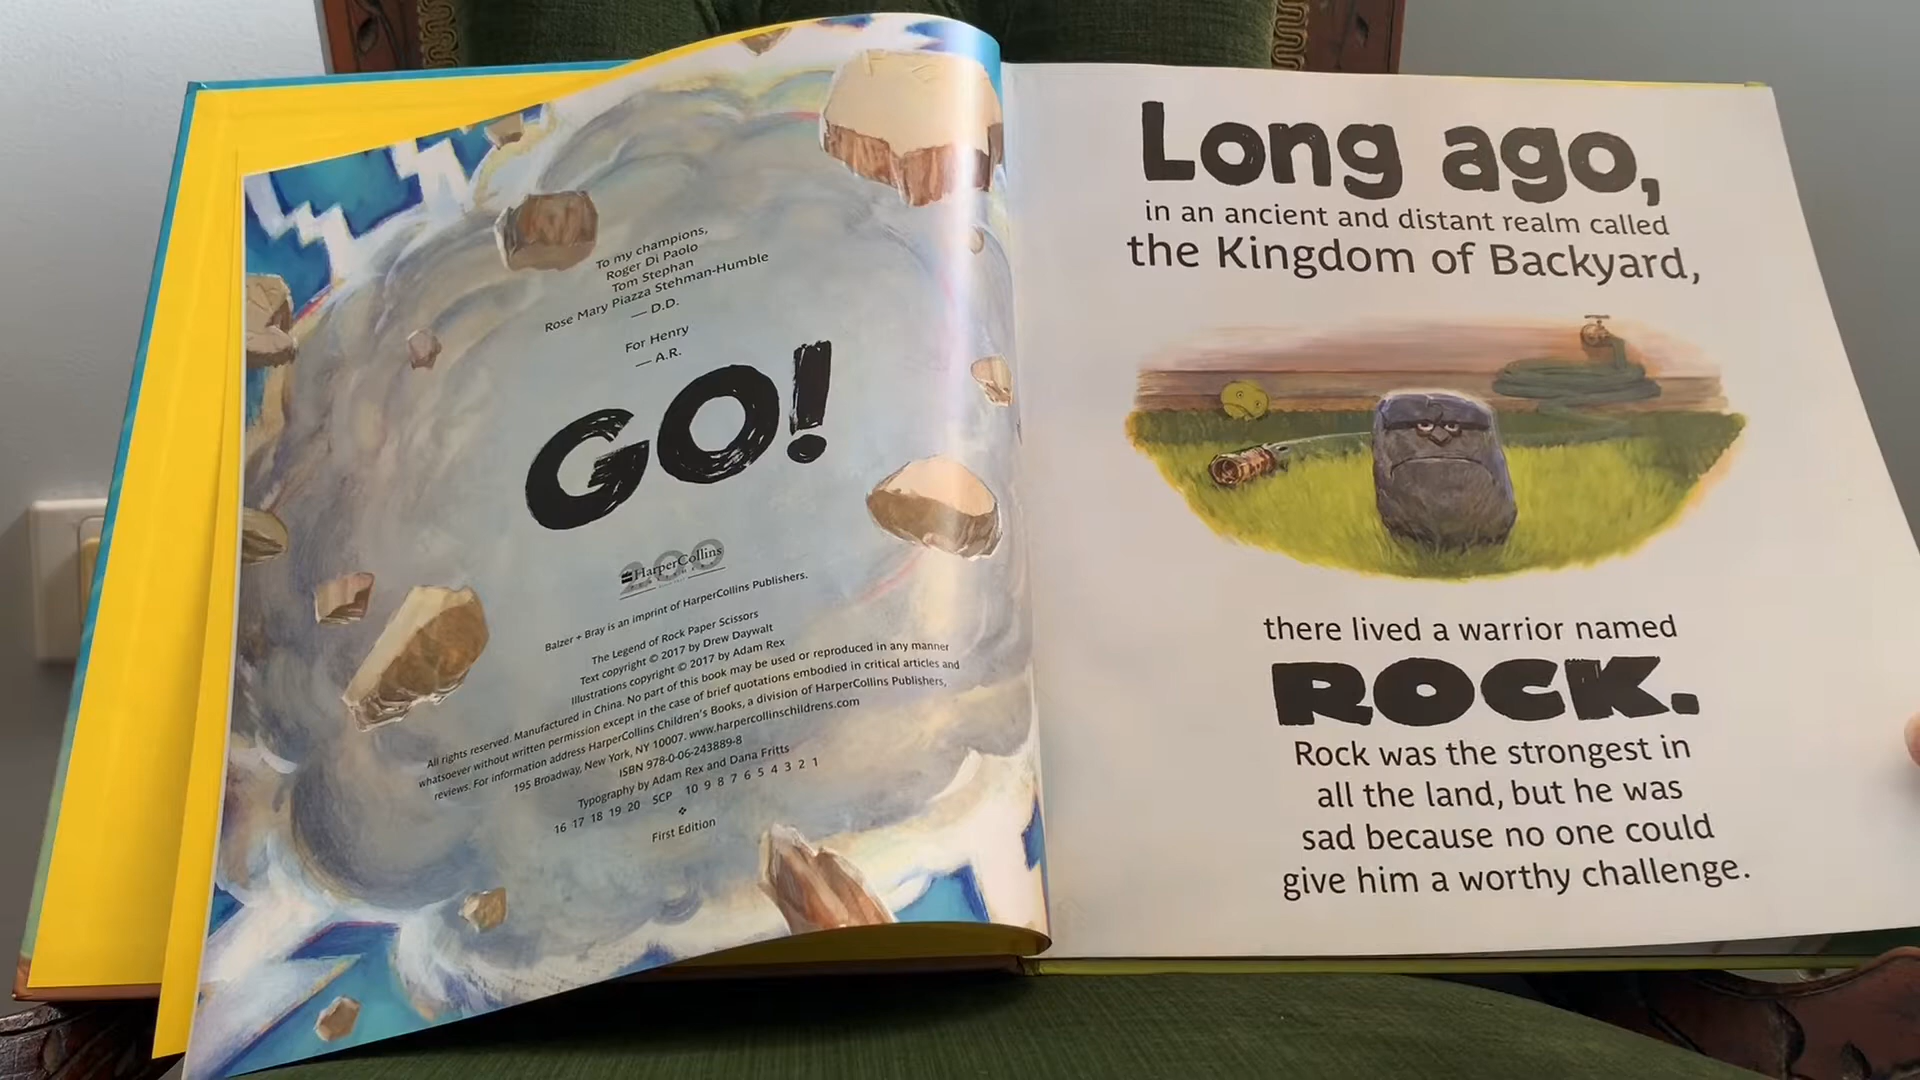 To my champions,
Roger Di Paolo
Tom Stephan
Rose Mary Piazza Stehman-Humble
— D.D.
For Henry
— A.R.
GO!
200
HarperCollins
Balzer + Bray is an imprint of HarperCollins Publishers.
The Legend of Rock Paper Scissors
Text copyright © 2017 by Drew Daywalt
Illustrations copyright © 2017 by Adam Rex
All rights reserved. Manufactured in China. No part of this book may be used or reproduced in any manner
whatsoever without written permission except in the case of brief quotations embodied in critical articles and
reviews. For information address HarperCollins Children's Books, a division of HarperCollins Publishers,
195 Broadway, New York, NY 10007. www.harpercollinschildrens.com
ISBN 978-0-06-243889-8
Typography by Adam Rex and Dana Fritts
16 17 18 19 20 SCP 10 9 8 7 6 5 4 3 2 1
First Edition
Long ago,
in an ancient and distant realm called
the Kingdom of Backyard,
there lived a warrior named
ROCK.
Rock was the strongest in
all the land, but he was
sad because no one could
give him a worthy challenge.